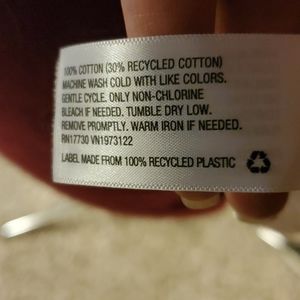 100% COTTON (30% RECYCLED COTTON)
MACHINE WASH COLD WITH LIKE COLORS.
GENTLE CYCLE. ONLY NON-CHLORINE
BLEACH IF NEEDED. TUMBLE DRY LOW.
REMOVE PROMPTLY. WARM IRON IF NEEDED.
RN17730 VN1973122
LABEL MADE FROM 100% RECYCLED PLASTIC